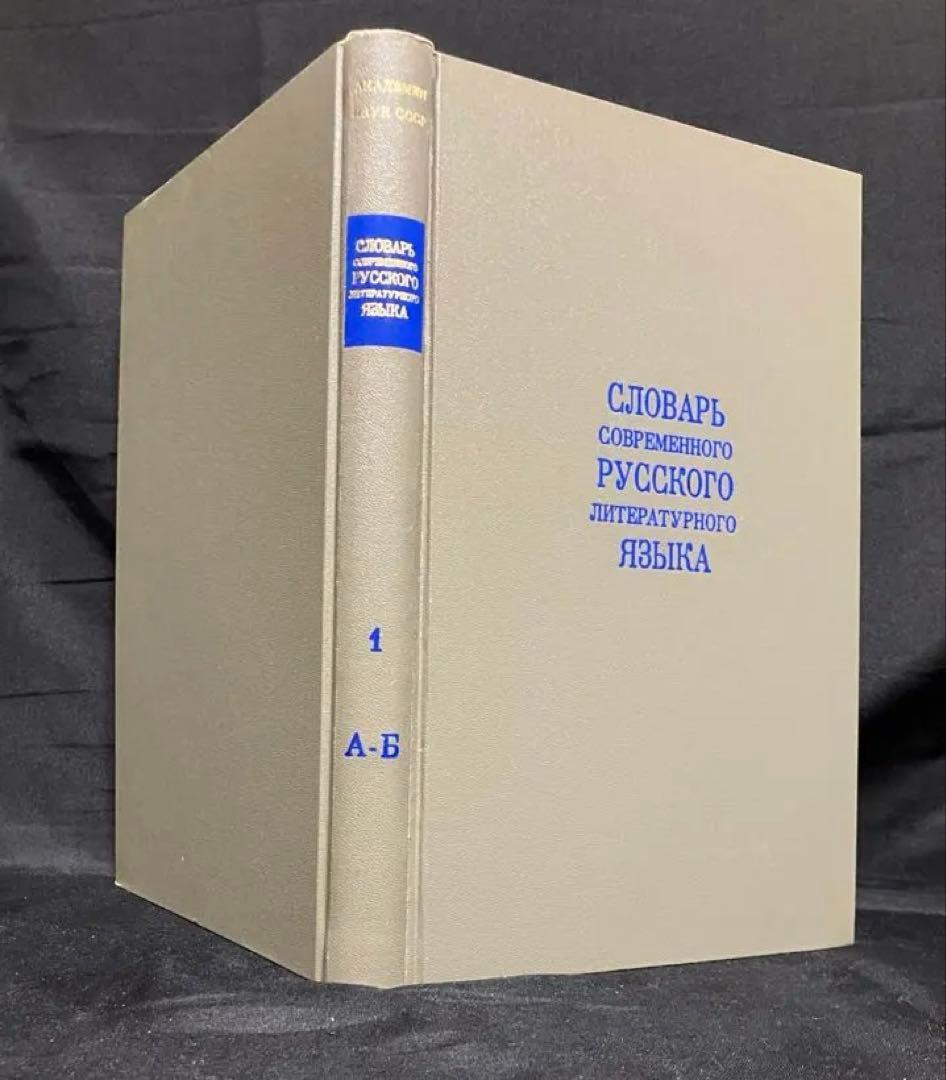 АКАДЕМИЯ
НАУК СССР
СЛОВАРЬ
СОВРЕМЕННОГО
РУССКОГО
ЛИТЕРАТУРНОГО
ЯЗЫКА
1
А-Б
СЛОВАРЬ
СОВРЕМЕННОГО
РУССКОГО
ЛИТЕРАТУРНОГО
ЯЗЫКА